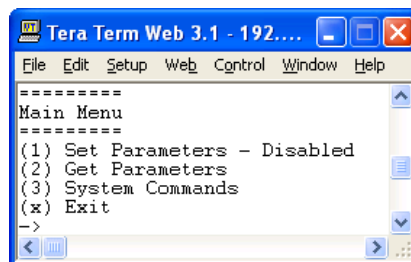 Tera Term Web 3.1 - 192....
File Edit Setup Web Control Window Help
=========
Main Menu
=========
(1) Set Parameters - Disabled
(2) Get Parameters
(3) System Commands
(x) Exit
->